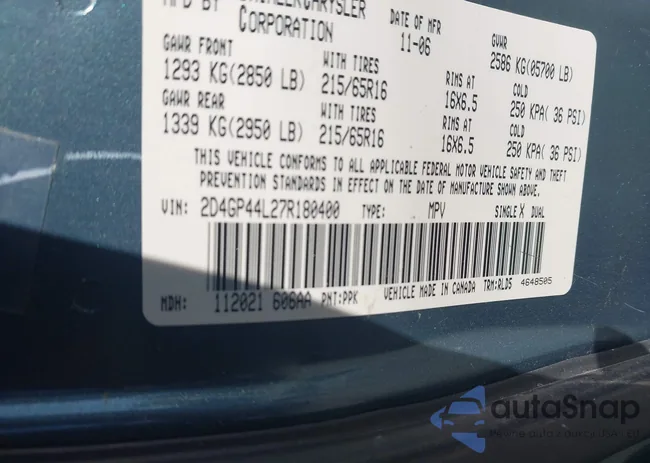 MFD BY DAIMLERCHRYSLER CORPORATION
DATE OF MFR 11-06
GVWR 2586 KG(05700 LB)
GAWR FRONT WITH TIRES RIMS AT COLD
1293 KG(2850 LB) 215/65R16 16X6.5 250 KPA( 36 PSI)
GAWR REAR WITH TIRES RIMS AT COLD
1339 KG(2950 LB) 215/65R16 16X6.5 250 KPA( 36 PSI)
THIS VEHICLE CONFORMS TO ALL APPLICABLE FEDERAL MOTOR VEHICLE SAFETY AND THEFT
PREVENTION STANDARDS IN EFFECT ON THE DATE OF MANUFACTURE SHOWN ABOVE.
VIN: 2D4GP44L27R180400 TYPE: MPV SINGLE X DUAL
MDH: 112021 606AA PNT:PPK VEHICLE MADE IN CANADA TRM:RLD5 4648505
autoSnap